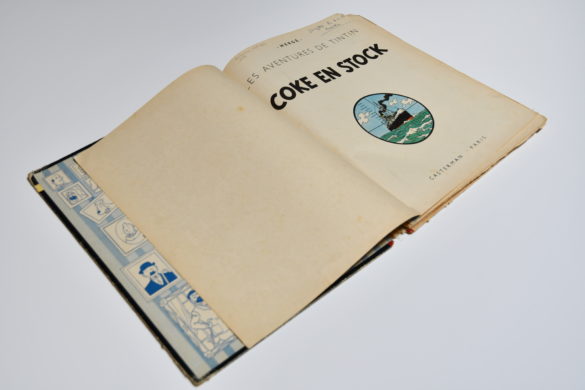 -HERGÉ-
LES AVENTURES DE TINTIN
COKE EN STOCK
CASTERMAN - PARIS